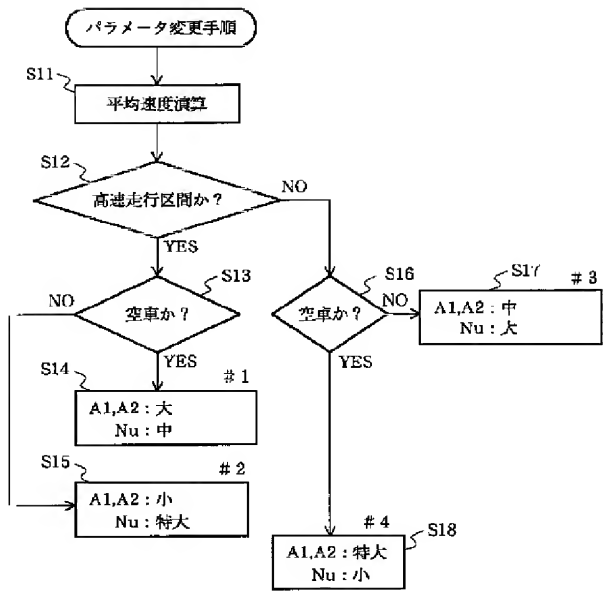 パラメータ変更手順
S11
平均速度演算
S12
高速走行区間か？
NO
YES
S13
空車か？
NO
YES
S14
#1
A1,A2：大
Nu：中
S15
#2
A1,A2：小
Nu：特大
S16
空車か？
NO
YES
S17
#3
A1,A2：中
Nu：大
#4
S18
A1,A2：特大
Nu：小